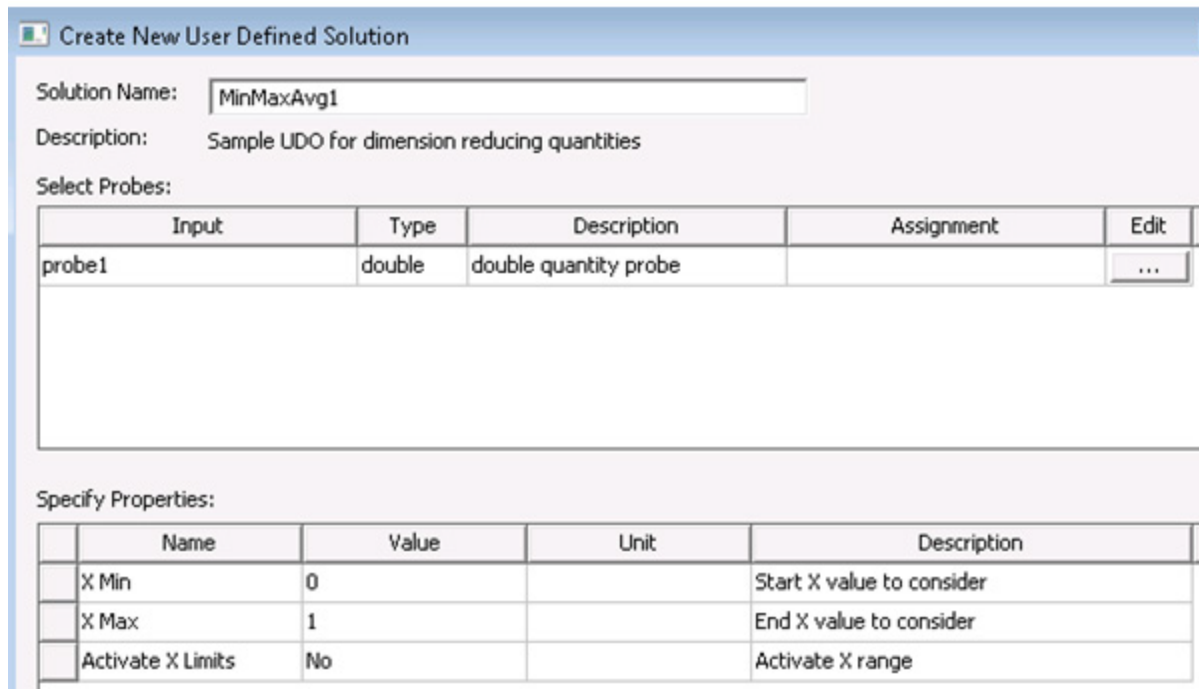 Create New User Defined Solution
Solution Name: MinMaxAvg1
Description: Sample UDO for dimension reducing quantities
Select Probes:
Input Type Description Assignment Edit
probe1 double double quantity probe ...
Specify Properties:
Name Value Unit Description
X Min 0 Start X value to consider
X Max 1 End X value to consider
Activate X Limits No Activate X range